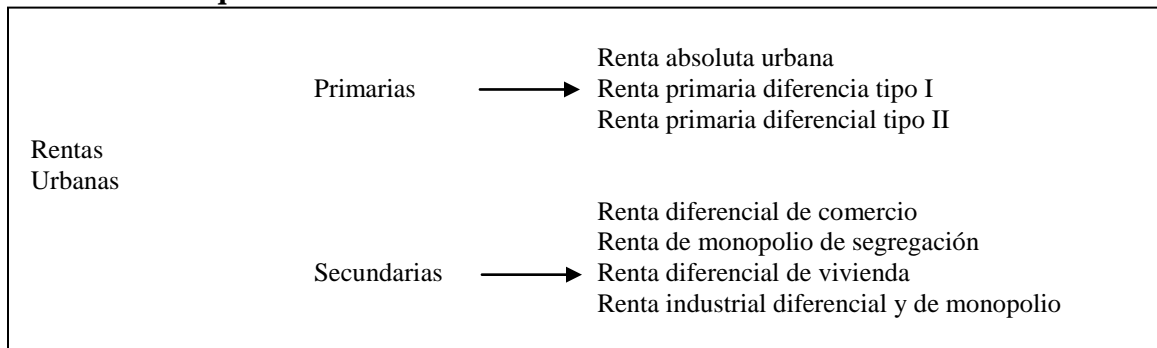 Rentas
Urbanas
Primarias
Renta absoluta urbana
Renta primaria diferencia tipo I
Renta primaria diferencial tipo II
Secundarias
Renta diferencial de comercio
Renta de monopolio de segregación
Renta diferencial de vivienda
Renta industrial diferencial y de monopolio